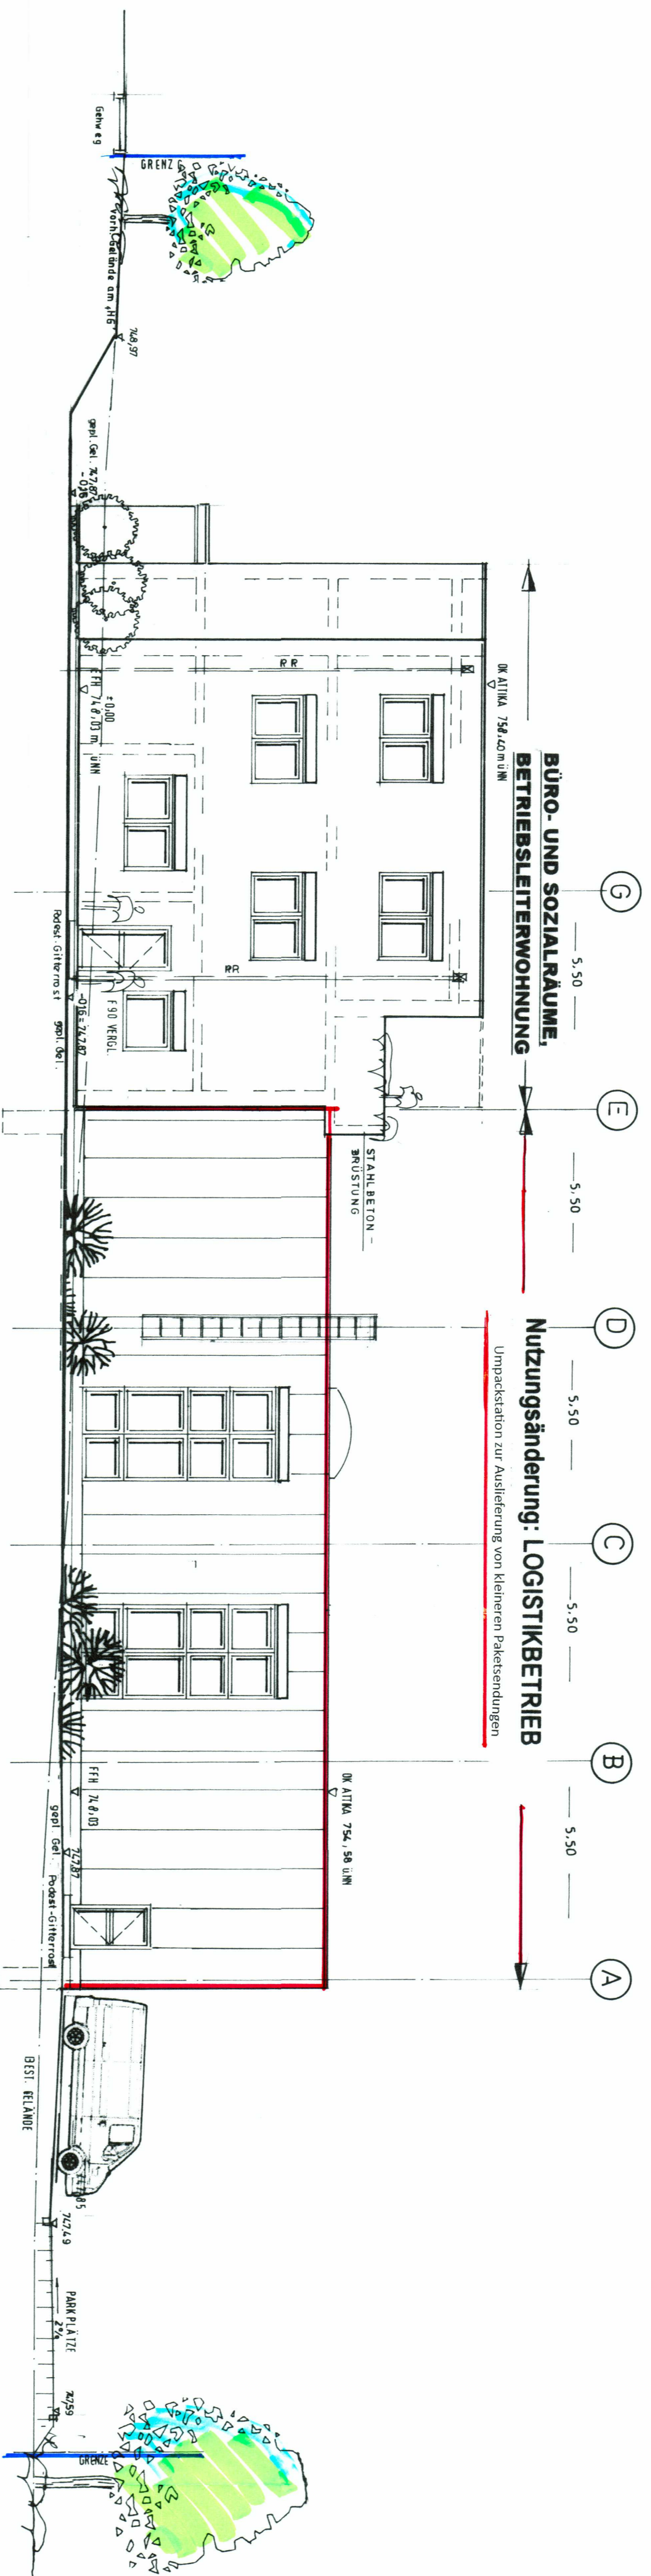 G
E
D
C
B
A
5,50
5,50
5,50
5,50
5,50
BÜRO- UND SOZIALRÄUME,
BETRIEBSLEITERWOHNUNG
Nutzungsänderung: LOGISTIKBETRIEB
Umpackstation zur Auslieferung von kleineren Paketsendungen
OK ATTIKA 758,40 m ÜNN
STAHLBETON-
BRÜSTUNG
OK ATTIKA 754,58 ü.NN
GRENZE
Gehweg
vorh. Gelände am "H6"
748,97
gepl. Gel. 747,87
-0,16
RR
RR
± 0,00
EFH 748,03 m ÜNN
F90 VERGL.
-016 = 747,87
Podest-Gitterrost gepl. Gel.
FFH 748,03
747,87
gepl. Gel. Podest-Gitterrost
BEST. GELÄNDE
747,49
PARKPLÄTZE
2%
747,59
GRENZE